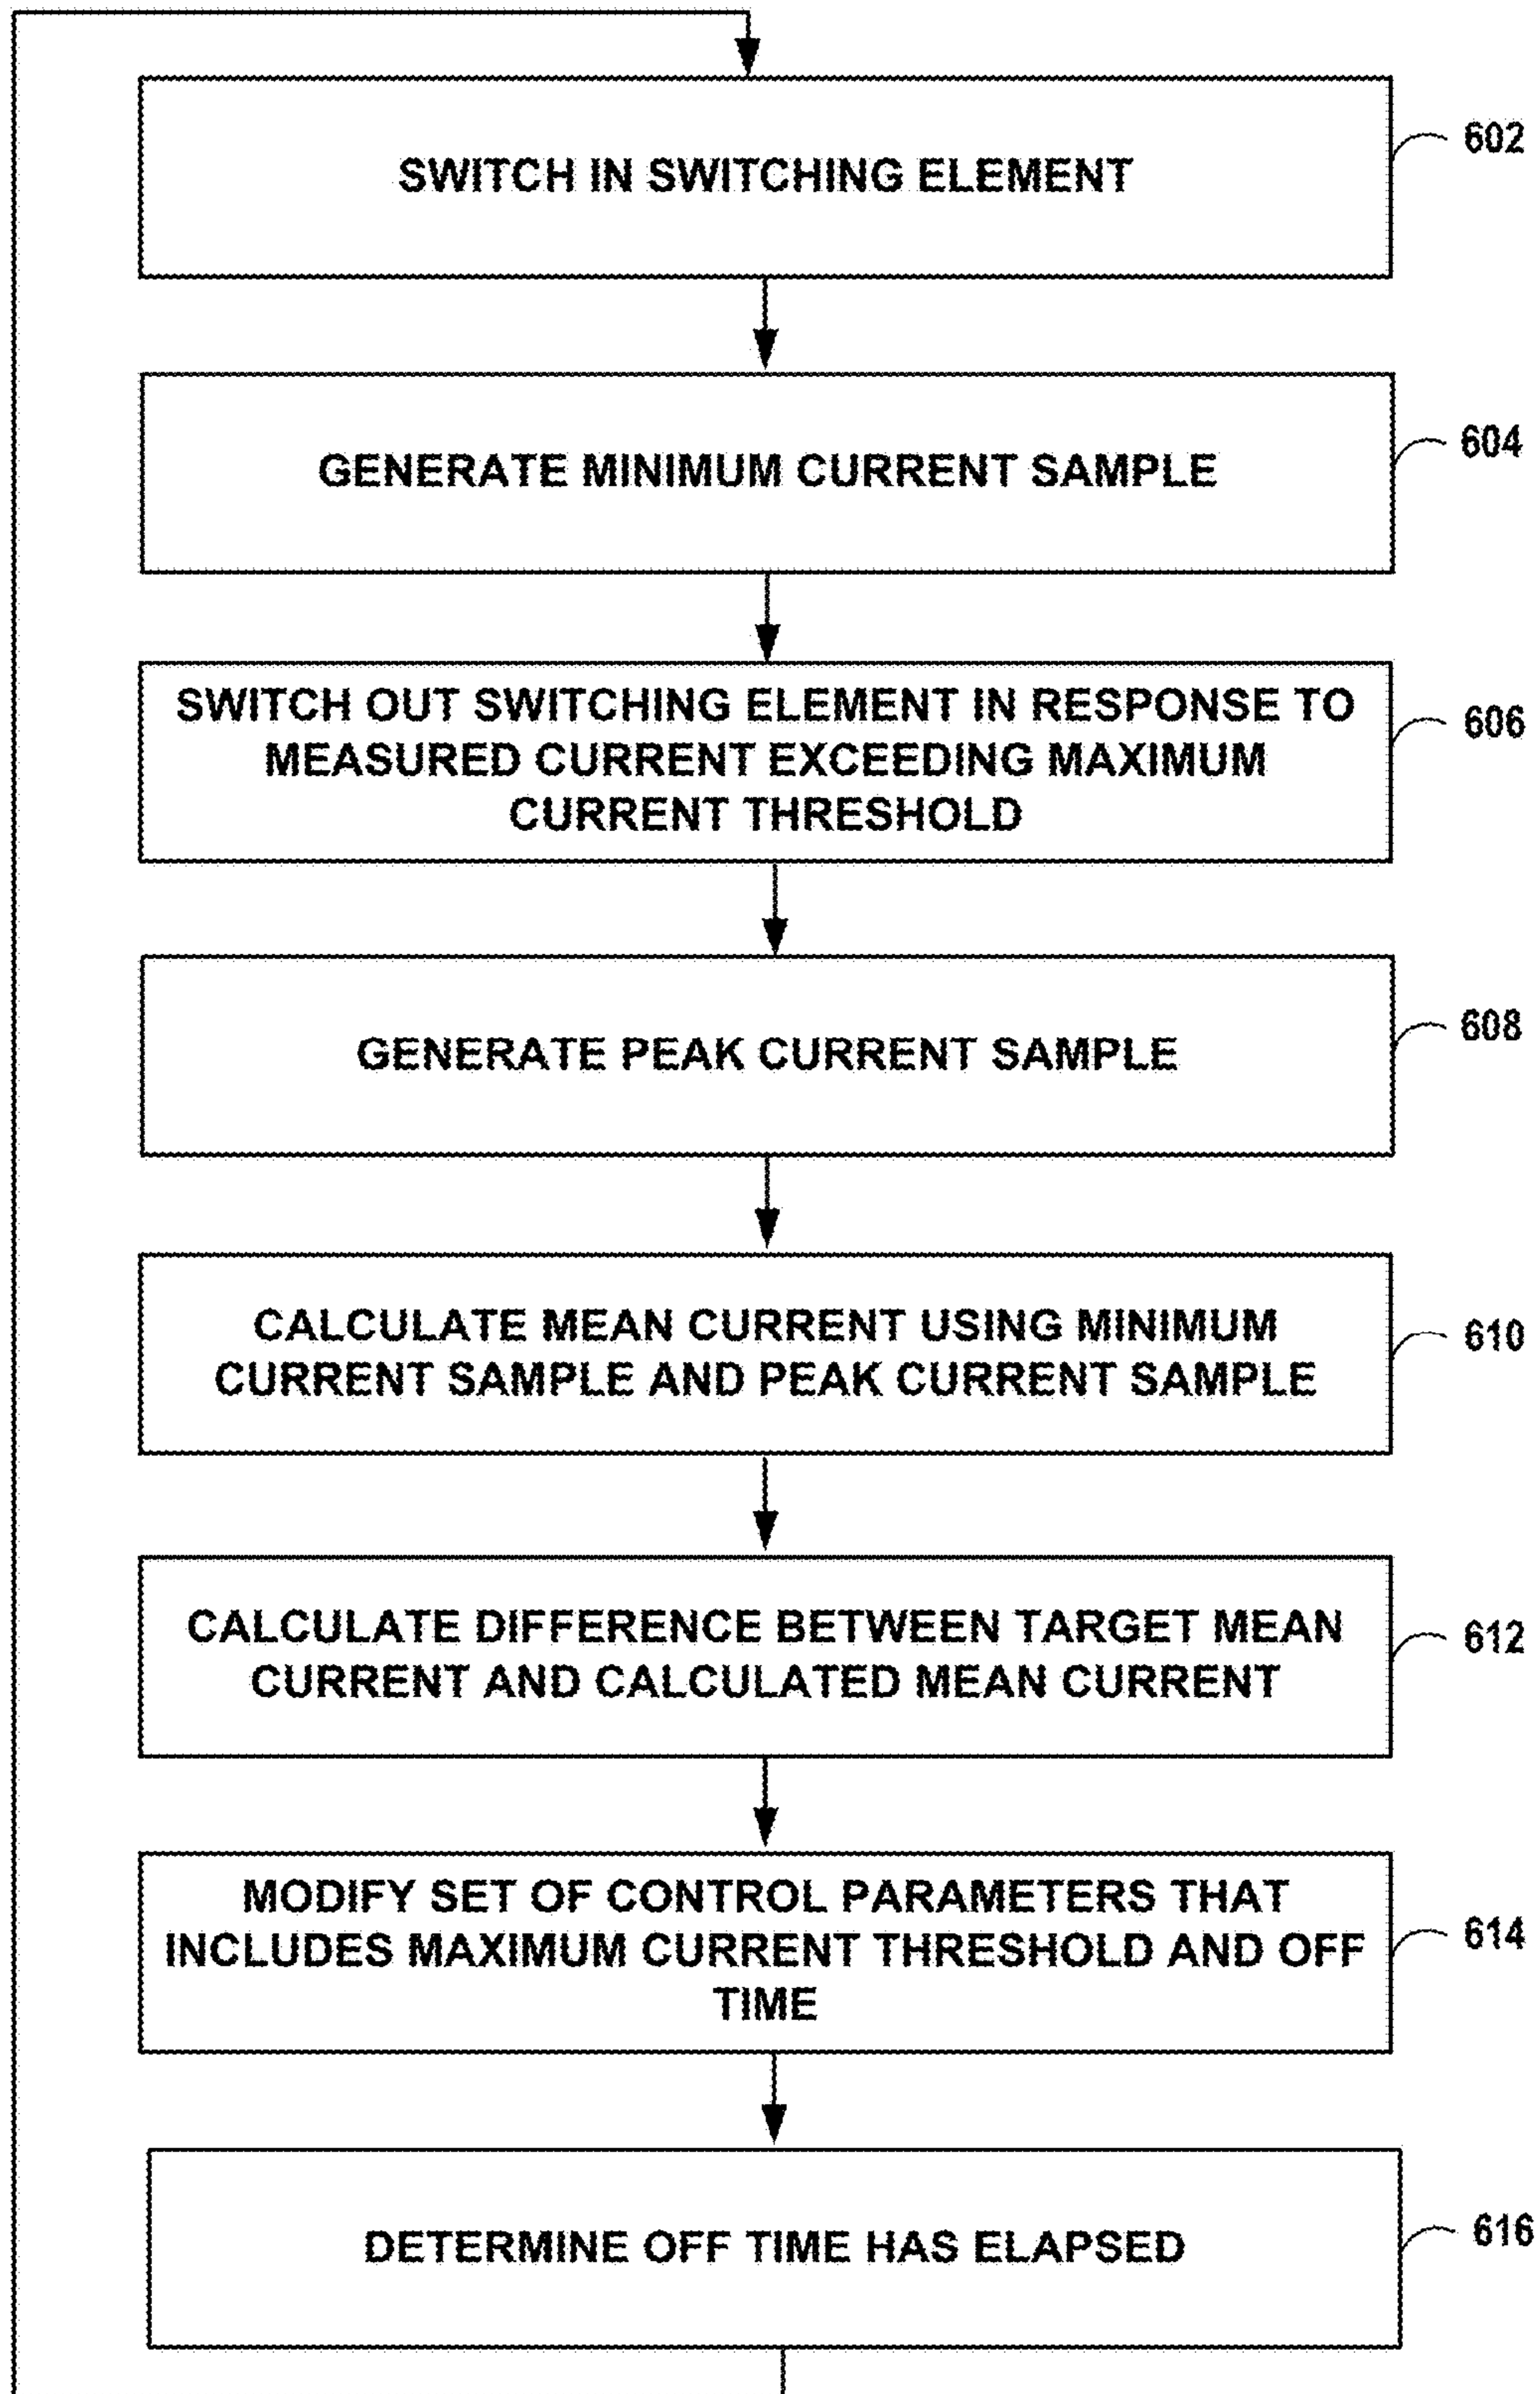 SWITCH IN SWITCHING ELEMENT
602
GENERATE MINIMUM CURRENT SAMPLE
604
SWITCH OUT SWITCHING ELEMENT IN RESPONSE TO
MEASURED CURRENT EXCEEDING MAXIMUM
CURRENT THRESHOLD
606
GENERATE PEAK CURRENT SAMPLE
608
CALCULATE MEAN CURRENT USING MINIMUM
CURRENT SAMPLE AND PEAK CURRENT SAMPLE
610
CALCULATE DIFFERENCE BETWEEN TARGET MEAN
CURRENT AND CALCULATED MEAN CURRENT
612
MODIFY SET OF CONTROL PARAMETERS THAT
INCLUDES MAXIMUM CURRENT THRESHOLD AND OFF
TIME
614
DETERMINE OFF TIME HAS ELAPSED
616